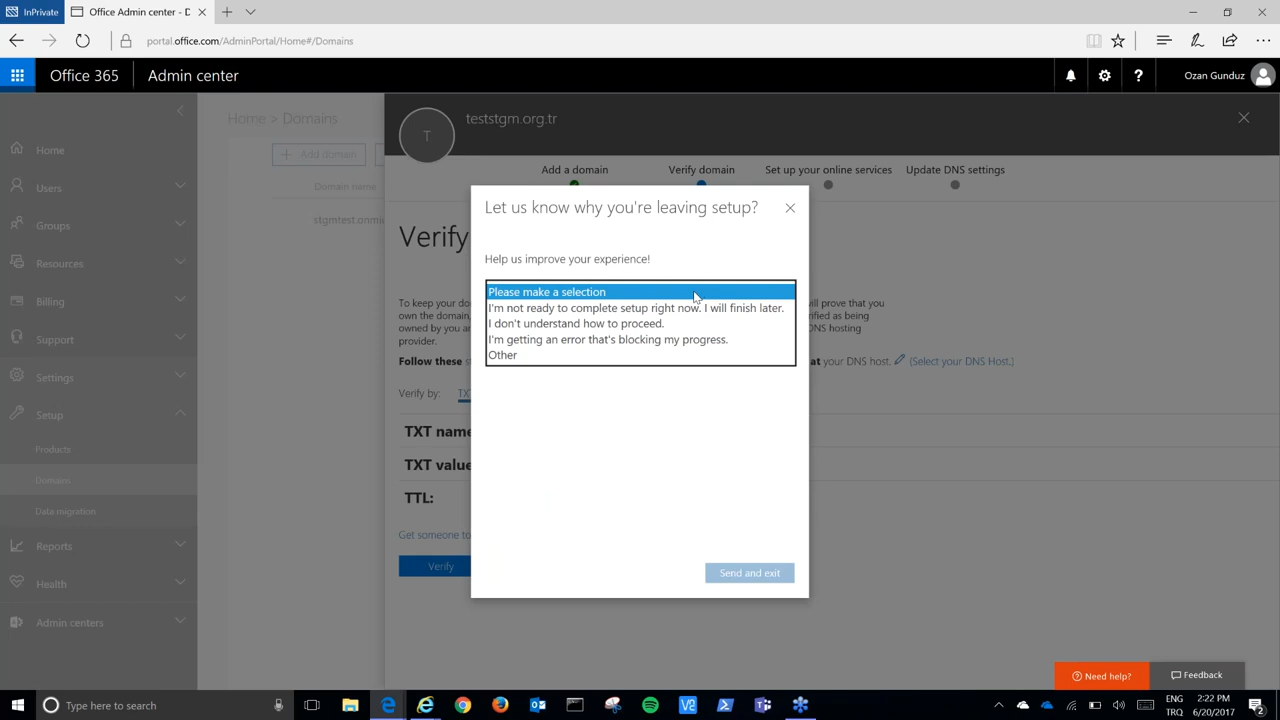 InPrivate
Office Admin center - D
portal.office.com/AdminPortal/Home#/Domains
Office 365
Admin center
Ozan Gunduz
Home > Domains
T
teststgm.org.tr
Home
Users
Groups
Resources
Billing
Support
Settings
Setup
Products
Domains
Data migration
Reports
Health
Admin centers
Add domain
Domain name
stgmtest.onmi
Add a domain
Verify domain
Set up your online services
Update DNS settings
Verify
To keep your do
will prove that you
own the domain,
rified as being
owned by you a
DNS hosting
provider.
Follow these
at your DNS host.
(Select your DNS Host.)
Verify by:
TX
TXT name
TXT value
TTL:
Get someone to
Verify
Let us know why you're leaving setup?
Help us improve your experience!
Please make a selection
I'm not ready to complete setup right now. I will finish later.
I don't understand how to proceed.
I'm getting an error that's blocking my progress.
Other
Send and exit
Need help?
Feedback
Type here to search
ENG
TRQ
2:22 PM
6/20/2017
2